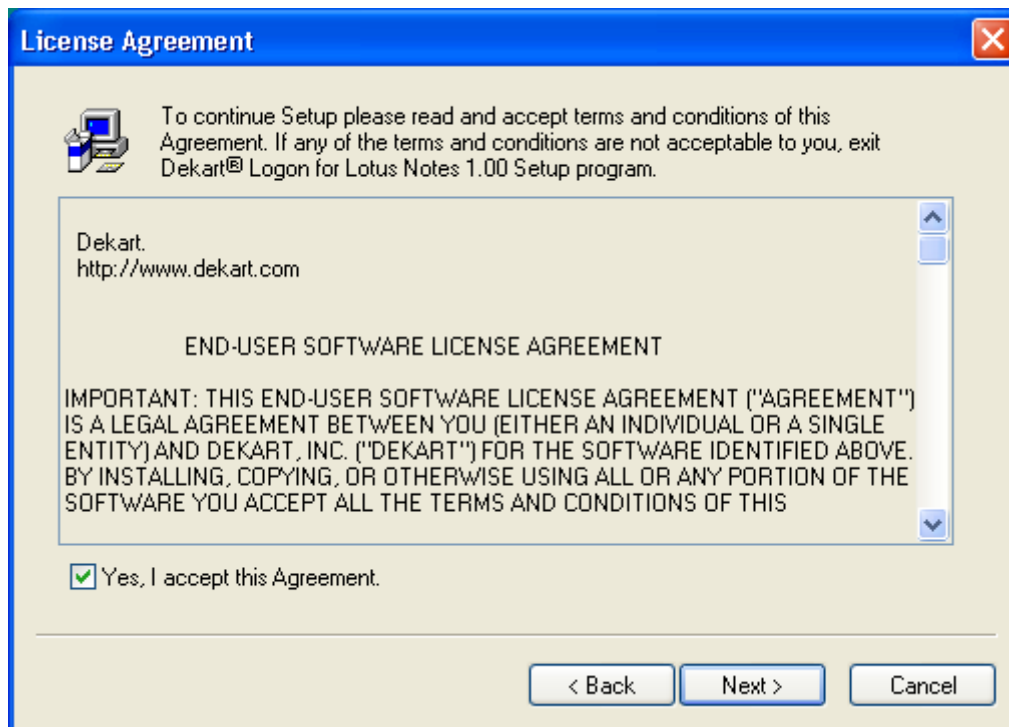 License Agreement
To continue Setup please read and accept terms and conditions of this
Agreement. If any of the terms and conditions are not acceptable to you, exit
Dekart® Logon for Lotus Notes 1.00 Setup program.
Dekart.
http://www.dekart.com
END-USER SOFTWARE LICENSE AGREEMENT
IMPORTANT: THIS END-USER SOFTWARE LICENSE AGREEMENT ("AGREEMENT")
IS A LEGAL AGREEMENT BETWEEN YOU (EITHER AN INDIVIDUAL OR A SINGLE
ENTITY) AND DEKART, INC. ("DEKART") FOR THE SOFTWARE IDENTIFIED ABOVE.
BY INSTALLING, COPYING, OR OTHERWISE USING ALL OR ANY PORTION OF THE
SOFTWARE YOU ACCEPT ALL THE TERMS AND CONDITIONS OF THIS
Yes, I accept this Agreement.
< Back Next > Cancel